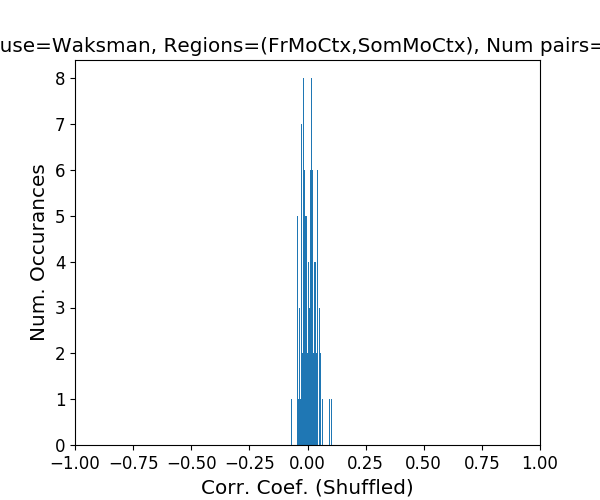 use=Waksman, Regions=(FrMoCtx,SomMoCtx), Num pairs=
8
7
6
5
4
3
2
1
0
Num. Occurances
−1.00 −0.75 −0.50 −0.25 0.00 0.25 0.50 0.75 1.00
Corr. Coef. (Shuffled)